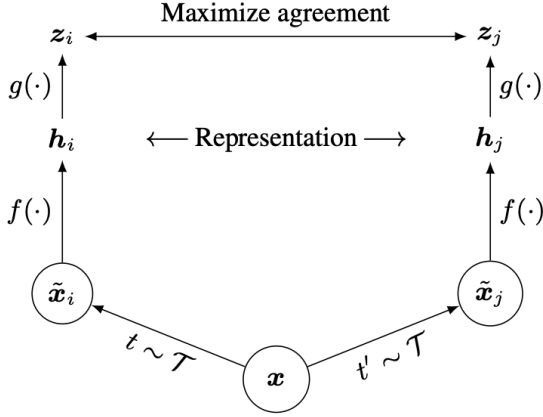 Maximize agreement
z_i z_j
g(·) g(·)
h_i ← Representation → h_j
f(·) f(·)
x̃_i x̃_j
t ∼ 𝒯 t′ ∼ 𝒯
x